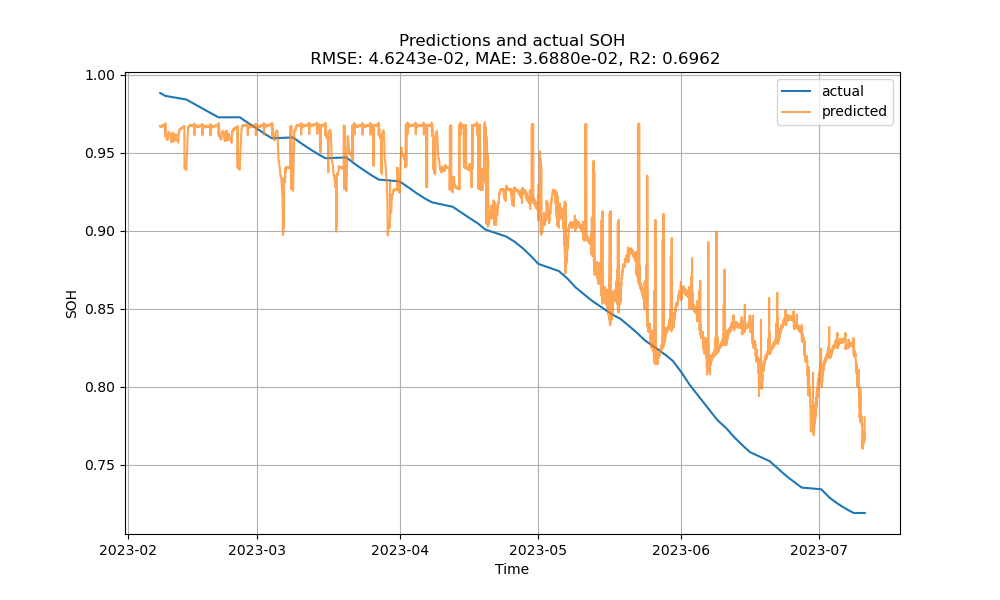 Predictions and actual SOH
RMSE: 4.6243e-02, MAE: 3.6880e-02, R2: 0.6962
actual
predicted
1.00
0.95
0.90
0.85
0.80
0.75
SOH
2023-02 2023-03 2023-04 2023-05 2023-06 2023-07
Time